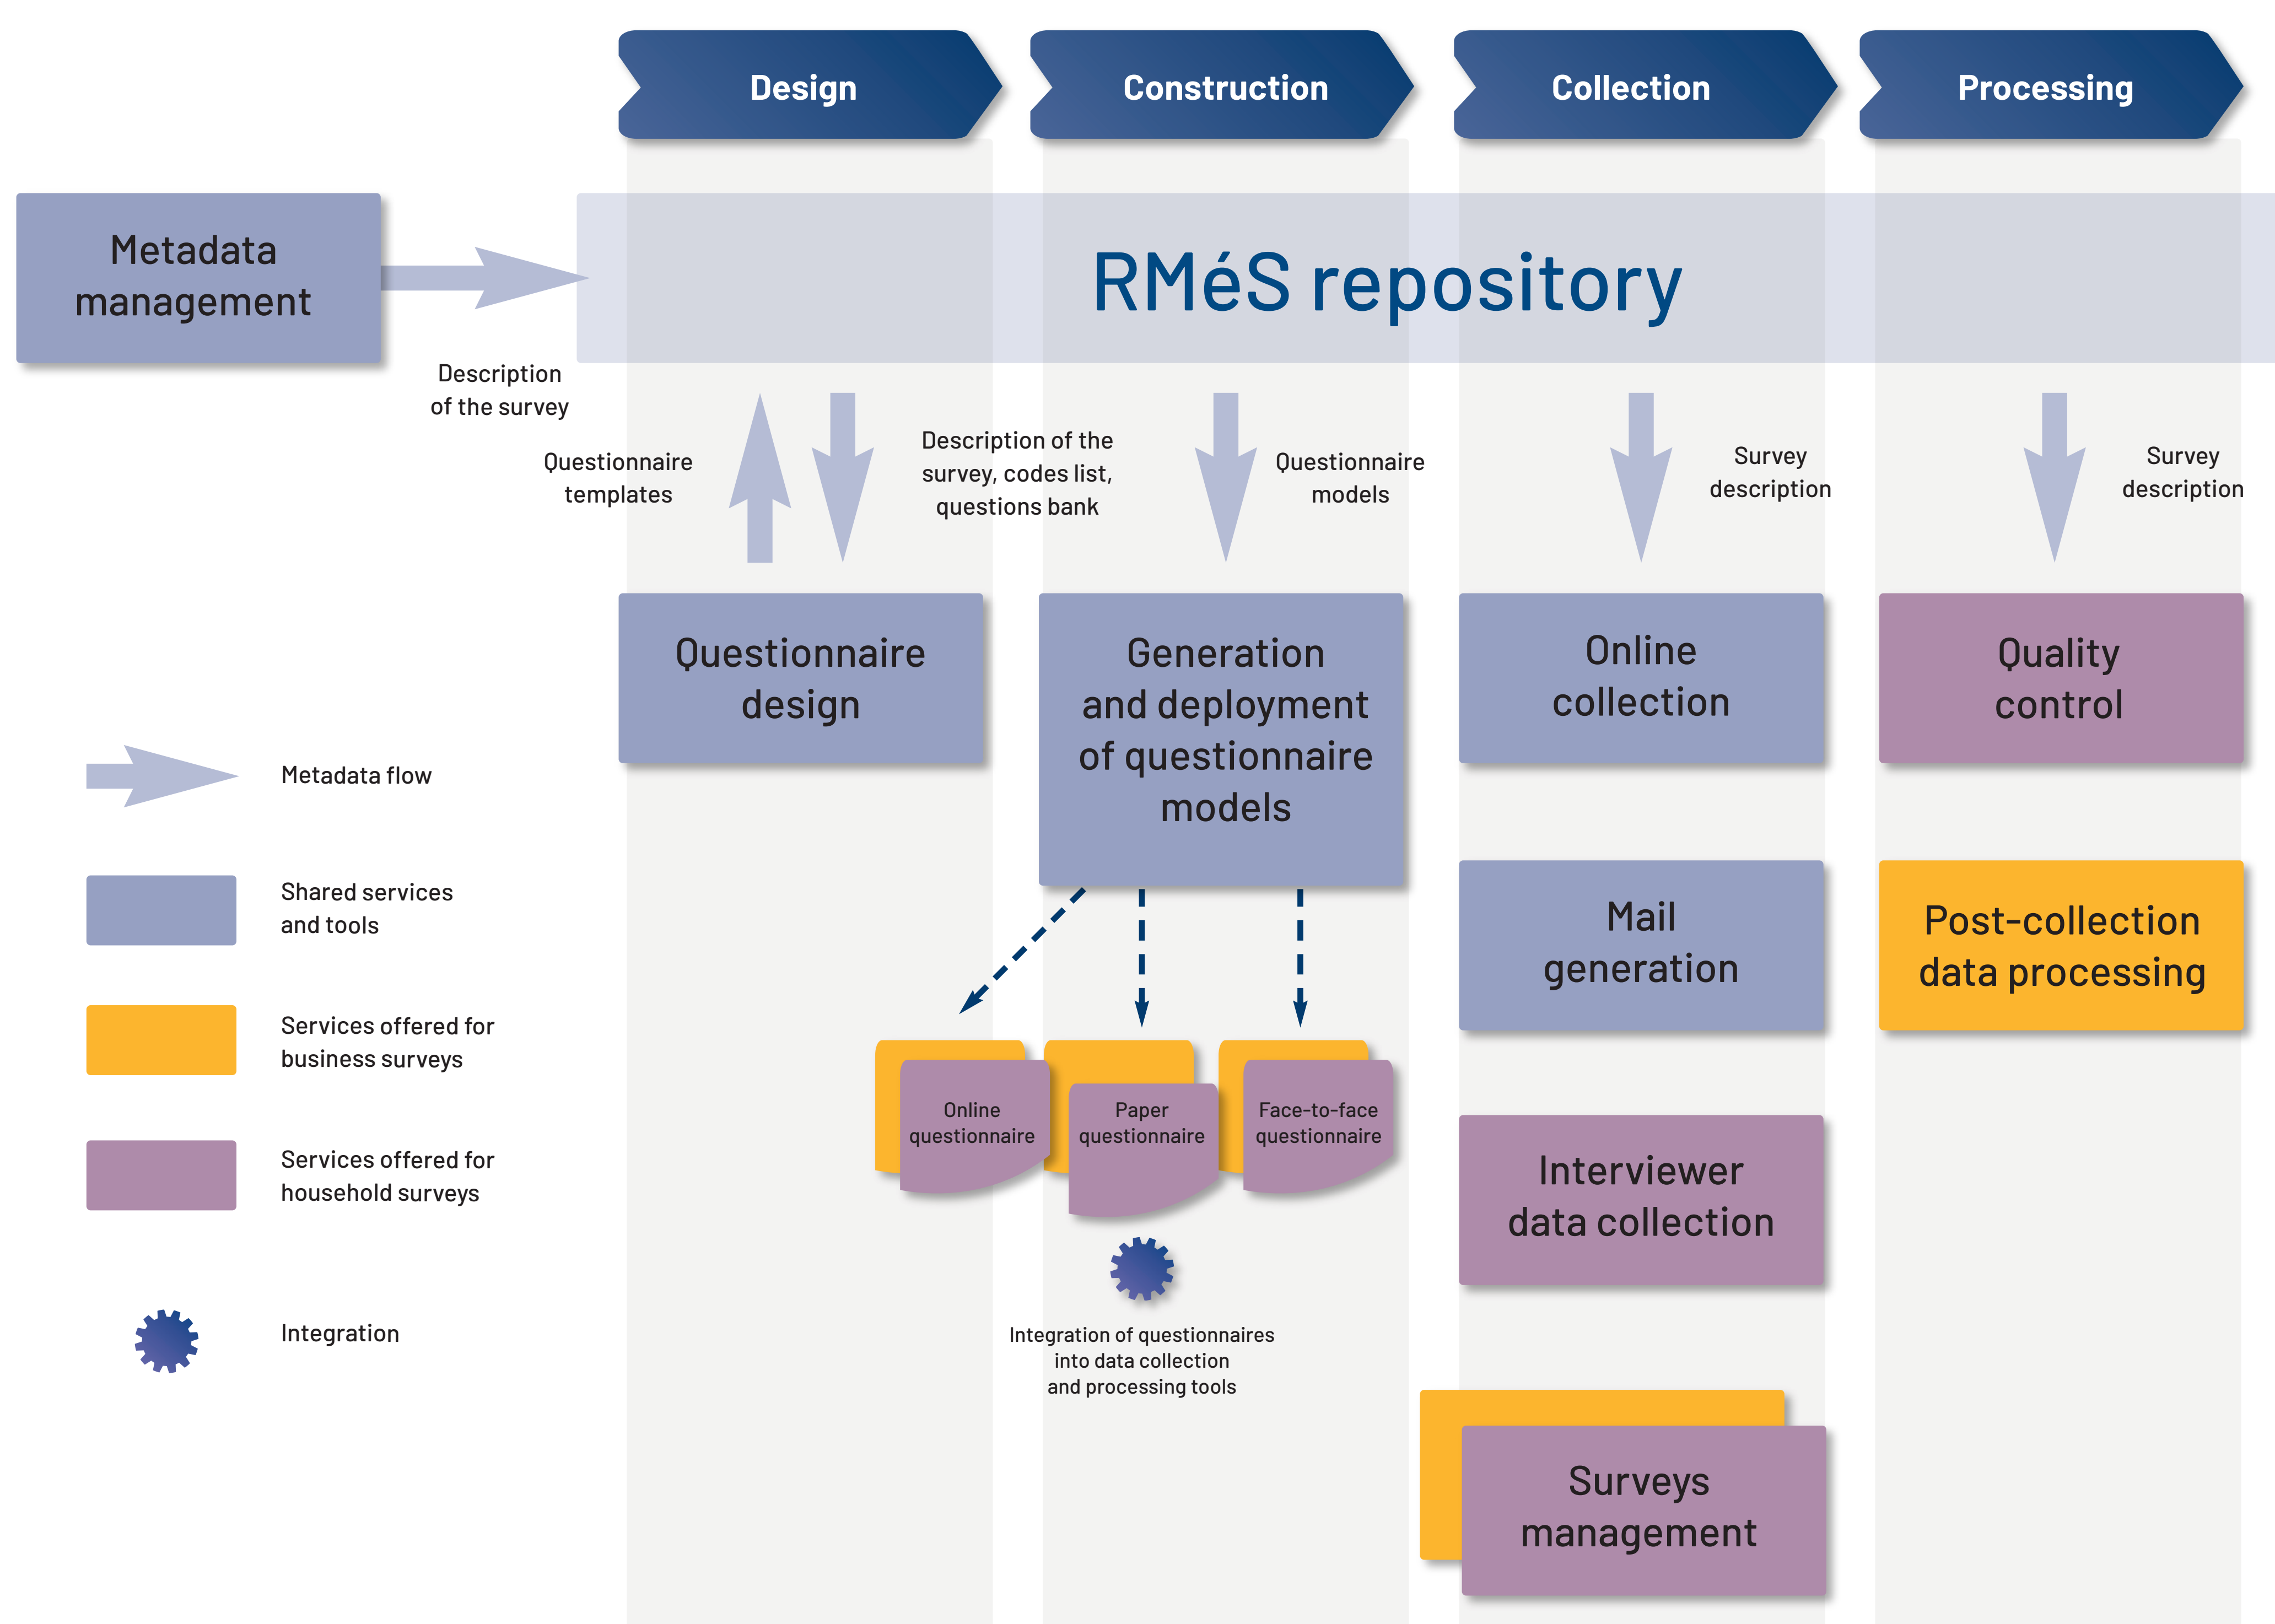 Design
Construction
Collection
Processing
Metadata
management
RMéS repository
Description
of the survey
Questionnaire
templates
Description of the
survey, codes list,
questions bank
Questionnaire
models
Survey
description
Survey
description
Questionnaire
design
Generation
and deployment
of questionnaire
models
Online
collection
Quality
control
Mail
generation
Post-collection
data processing
Online
questionnaire
Paper
questionnaire
Face-to-face
questionnaire
Interviewer
data collection
Integration of questionnaires
into data collection
and processing tools
Surveys
management
Metadata flow
Shared services
and tools
Services offered for
business surveys
Services offered for
household surveys
Integration